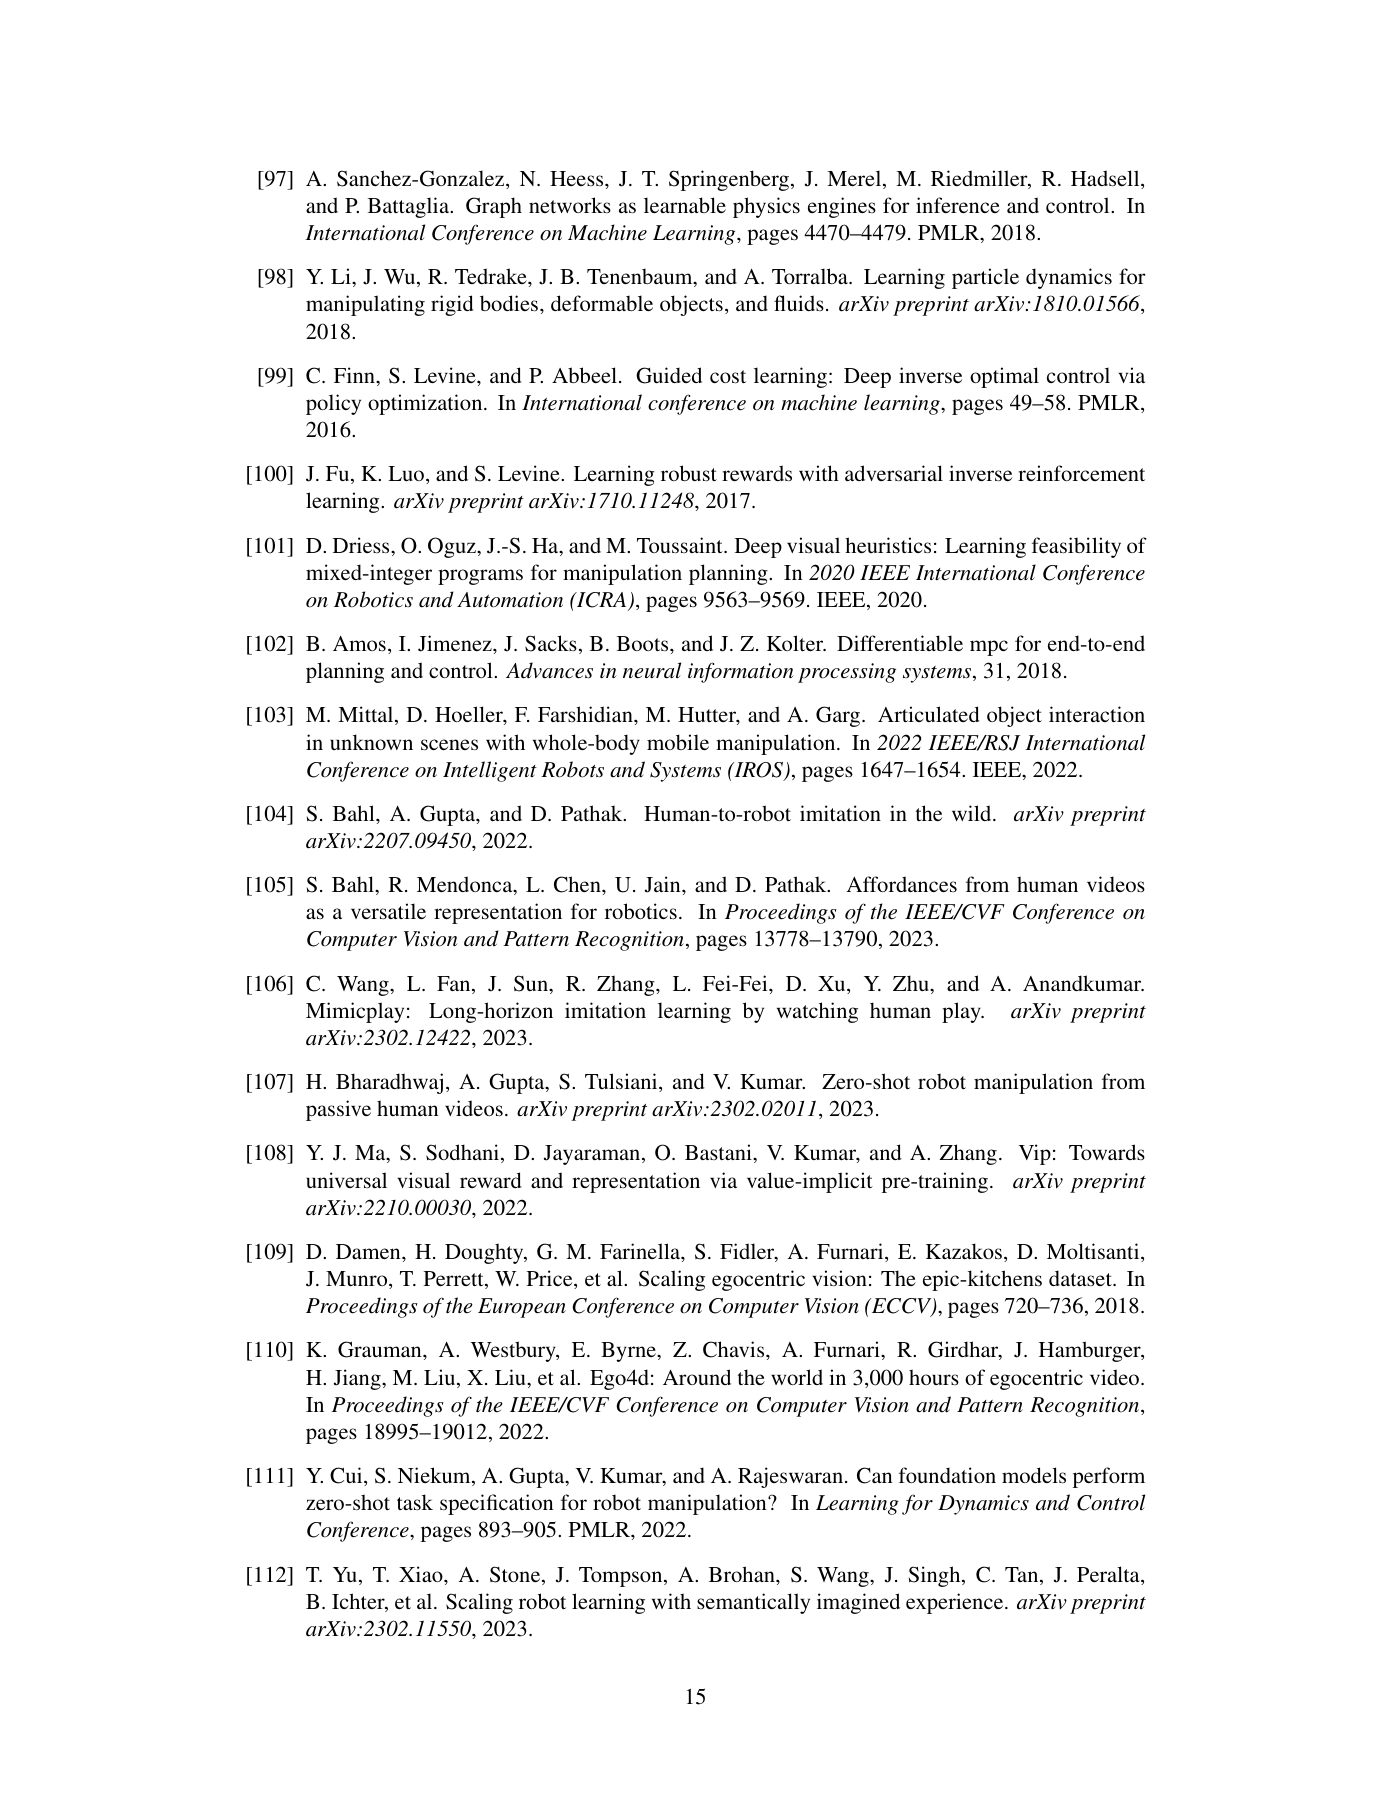 [97] A. Sanchez-Gonzalez, N. Heess, J. T. Springenberg, J. Merel, M. Riedmiller, R. Hadsell,
and P. Battaglia. Graph networks as learnable physics engines for inference and control. In
International Conference on Machine Learning, pages 4470–4479. PMLR, 2018.
[98] Y. Li, J. Wu, R. Tedrake, J. B. Tenenbaum, and A. Torralba. Learning particle dynamics for
manipulating rigid bodies, deformable objects, and fluids. arXiv preprint arXiv:1810.01566,
2018.
[99] C. Finn, S. Levine, and P. Abbeel. Guided cost learning: Deep inverse optimal control via
policy optimization. In International conference on machine learning, pages 49–58. PMLR,
2016.
[100] J. Fu, K. Luo, and S. Levine. Learning robust rewards with adversarial inverse reinforcement
learning. arXiv preprint arXiv:1710.11248, 2017.
[101] D. Driess, O. Oguz, J.-S. Ha, and M. Toussaint. Deep visual heuristics: Learning feasibility of
mixed-integer programs for manipulation planning. In 2020 IEEE International Conference
on Robotics and Automation (ICRA), pages 9563–9569. IEEE, 2020.
[102] B. Amos, I. Jimenez, J. Sacks, B. Boots, and J. Z. Kolter. Differentiable mpc for end-to-end
planning and control. Advances in neural information processing systems, 31, 2018.
[103] M. Mittal, D. Hoeller, F. Farshidian, M. Hutter, and A. Garg. Articulated object interaction
in unknown scenes with whole-body mobile manipulation. In 2022 IEEE/RSJ International
Conference on Intelligent Robots and Systems (IROS), pages 1647–1654. IEEE, 2022.
[104] S. Bahl, A. Gupta, and D. Pathak. Human-to-robot imitation in the wild. arXiv preprint
arXiv:2207.09450, 2022.
[105] S. Bahl, R. Mendonca, L. Chen, U. Jain, and D. Pathak. Affordances from human videos
as a versatile representation for robotics. In Proceedings of the IEEE/CVF Conference on
Computer Vision and Pattern Recognition, pages 13778–13790, 2023.
[106] C. Wang, L. Fan, J. Sun, R. Zhang, L. Fei-Fei, D. Xu, Y. Zhu, and A. Anandkumar.
Mimicplay: Long-horizon imitation learning by watching human play. arXiv preprint
arXiv:2302.12422, 2023.
[107] H. Bharadhwaj, A. Gupta, S. Tulsiani, and V. Kumar. Zero-shot robot manipulation from
passive human videos. arXiv preprint arXiv:2302.02011, 2023.
[108] Y. J. Ma, S. Sodhani, D. Jayaraman, O. Bastani, V. Kumar, and A. Zhang. Vip: Towards
universal visual reward and representation via value-implicit pre-training. arXiv preprint
arXiv:2210.00030, 2022.
[109] D. Damen, H. Doughty, G. M. Farinella, S. Fidler, A. Furnari, E. Kazakos, D. Moltisanti,
J. Munro, T. Perrett, W. Price, et al. Scaling egocentric vision: The epic-kitchens dataset. In
Proceedings of the European Conference on Computer Vision (ECCV), pages 720–736, 2018.
[110] K. Grauman, A. Westbury, E. Byrne, Z. Chavis, A. Furnari, R. Girdhar, J. Hamburger,
H. Jiang, M. Liu, X. Liu, et al. Ego4d: Around the world in 3,000 hours of egocentric video.
In Proceedings of the IEEE/CVF Conference on Computer Vision and Pattern Recognition,
pages 18995–19012, 2022.
[111] Y. Cui, S. Niekum, A. Gupta, V. Kumar, and A. Rajeswaran. Can foundation models perform
zero-shot task specification for robot manipulation? In Learning for Dynamics and Control
Conference, pages 893–905. PMLR, 2022.
[112] T. Yu, T. Xiao, A. Stone, J. Tompson, A. Brohan, S. Wang, J. Singh, C. Tan, J. Peralta,
B. Ichter, et al. Scaling robot learning with semantically imagined experience. arXiv preprint
arXiv:2302.11550, 2023.
15